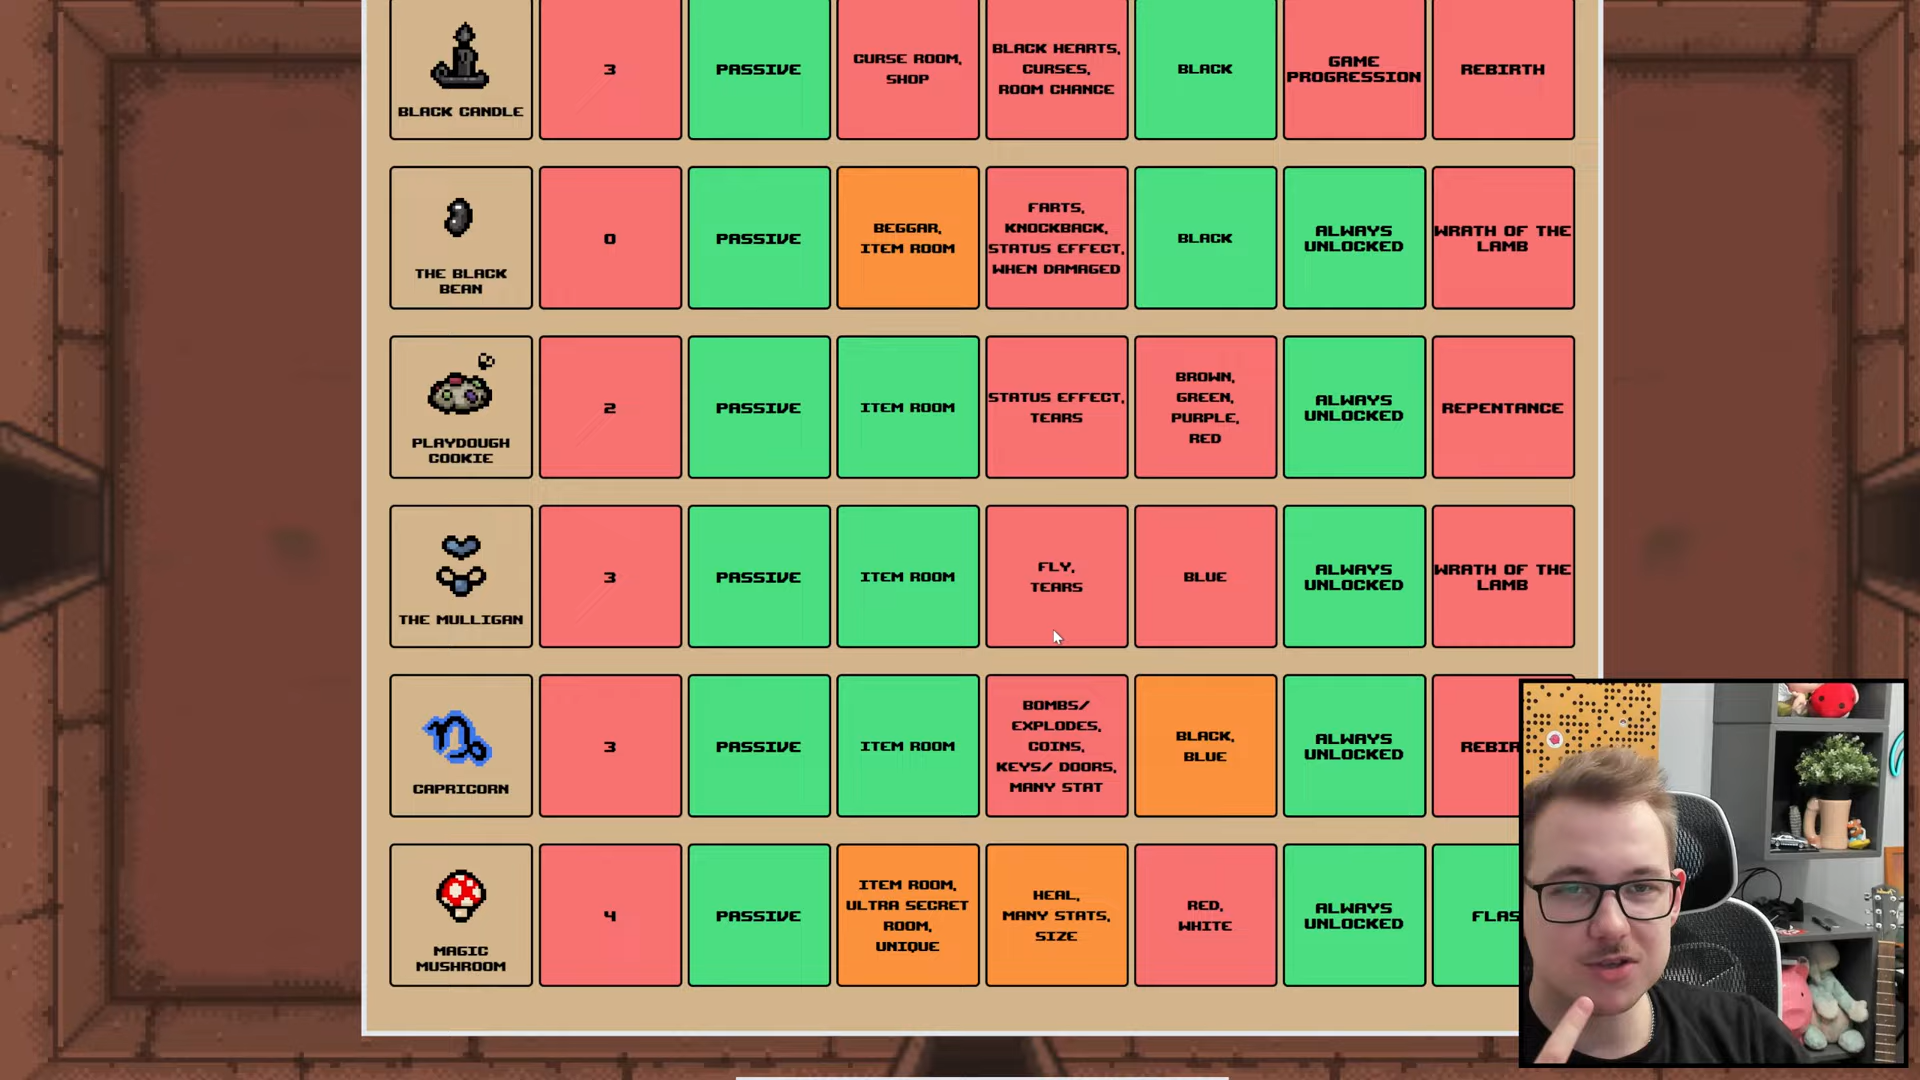 BLACK CANDLE
3
PASSIVE
CURSE ROOM,
SHOP
BLACK HEARTS,
CURSES,
ROOM CHANCE
BLACK
GAME
PROGRESSION
REBIRTH
THE BLACK
BEAN
0
PASSIVE
BEGGAR,
ITEM ROOM
FARTS,
KNOCKBACK,
STATUS EFFECT,
WHEN DAMAGED
BLACK
ALWAYS
UNLOCKED
WRATH OF THE
LAMB
PLAYDOUGH
COOKIE
2
PASSIVE
ITEM ROOM
STATUS EFFECT,
TEARS
BROWN,
GREEN,
PURPLE,
RED
ALWAYS
UNLOCKED
REPENTANCE
THE MULLIGAN
3
PASSIVE
ITEM ROOM
FLY,
TEARS
BLUE
ALWAYS
UNLOCKED
WRATH OF THE
LAMB
CAPRICORN
3
PASSIVE
ITEM ROOM
BOMBS/
EXPLODES,
COINS,
KEYS/ DOORS,
MANY STAT
BLACK,
BLUE
ALWAYS
UNLOCKED
REBIR
MAGIC
MUSHROOM
4
PASSIVE
ITEM ROOM,
ULTRA SECRET
ROOM,
UNIQUE
HEAL,
MANY STATS,
SIZE
RED,
WHITE
ALWAYS
UNLOCKED
FLAS